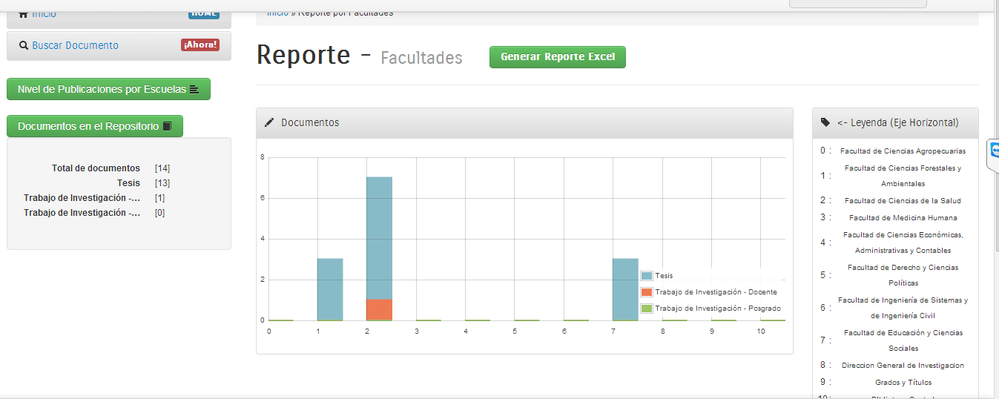 Inicio
HOME
Inicio » Reporte por Facultades
Buscar Documento
¡Ahora!
Reporte - Facultades
Generar Reporte Excel
Nivel de Publicaciones por Escuelas
Documentos en el Repositorio
Total de documentos [14]
Tesis [13]
Trabajo de Investigación -... [1]
Trabajo de Investigación -... [0]
Documentos
8
6
4
2
0
0 1 2 3 4 5 6 7 8 9 10
Tesis
Trabajo de Investigación - Docente
Trabajo de Investigación - Posgrado
<- Leyenda (Eje Horizontal)
0 : Facultad de Ciencias Agropecuarias
1 : Facultad de Ciencias Forestales y
Ambientales
2 : Facultad de Ciencias de la Salud
3 : Facultad de Medicina Humana
4 : Facultad de Ciencias Económicas,
Administrativas y Contables
5 : Facultad de Derecho y Ciencias
Políticas
6 : Facultad de Ingeniería de Sistemas y
de Ingeniería Civil
7 : Facultad de Educación y Ciencias
Sociales
8 : Direccion General de Investigacion
9 : Grados y Títulos